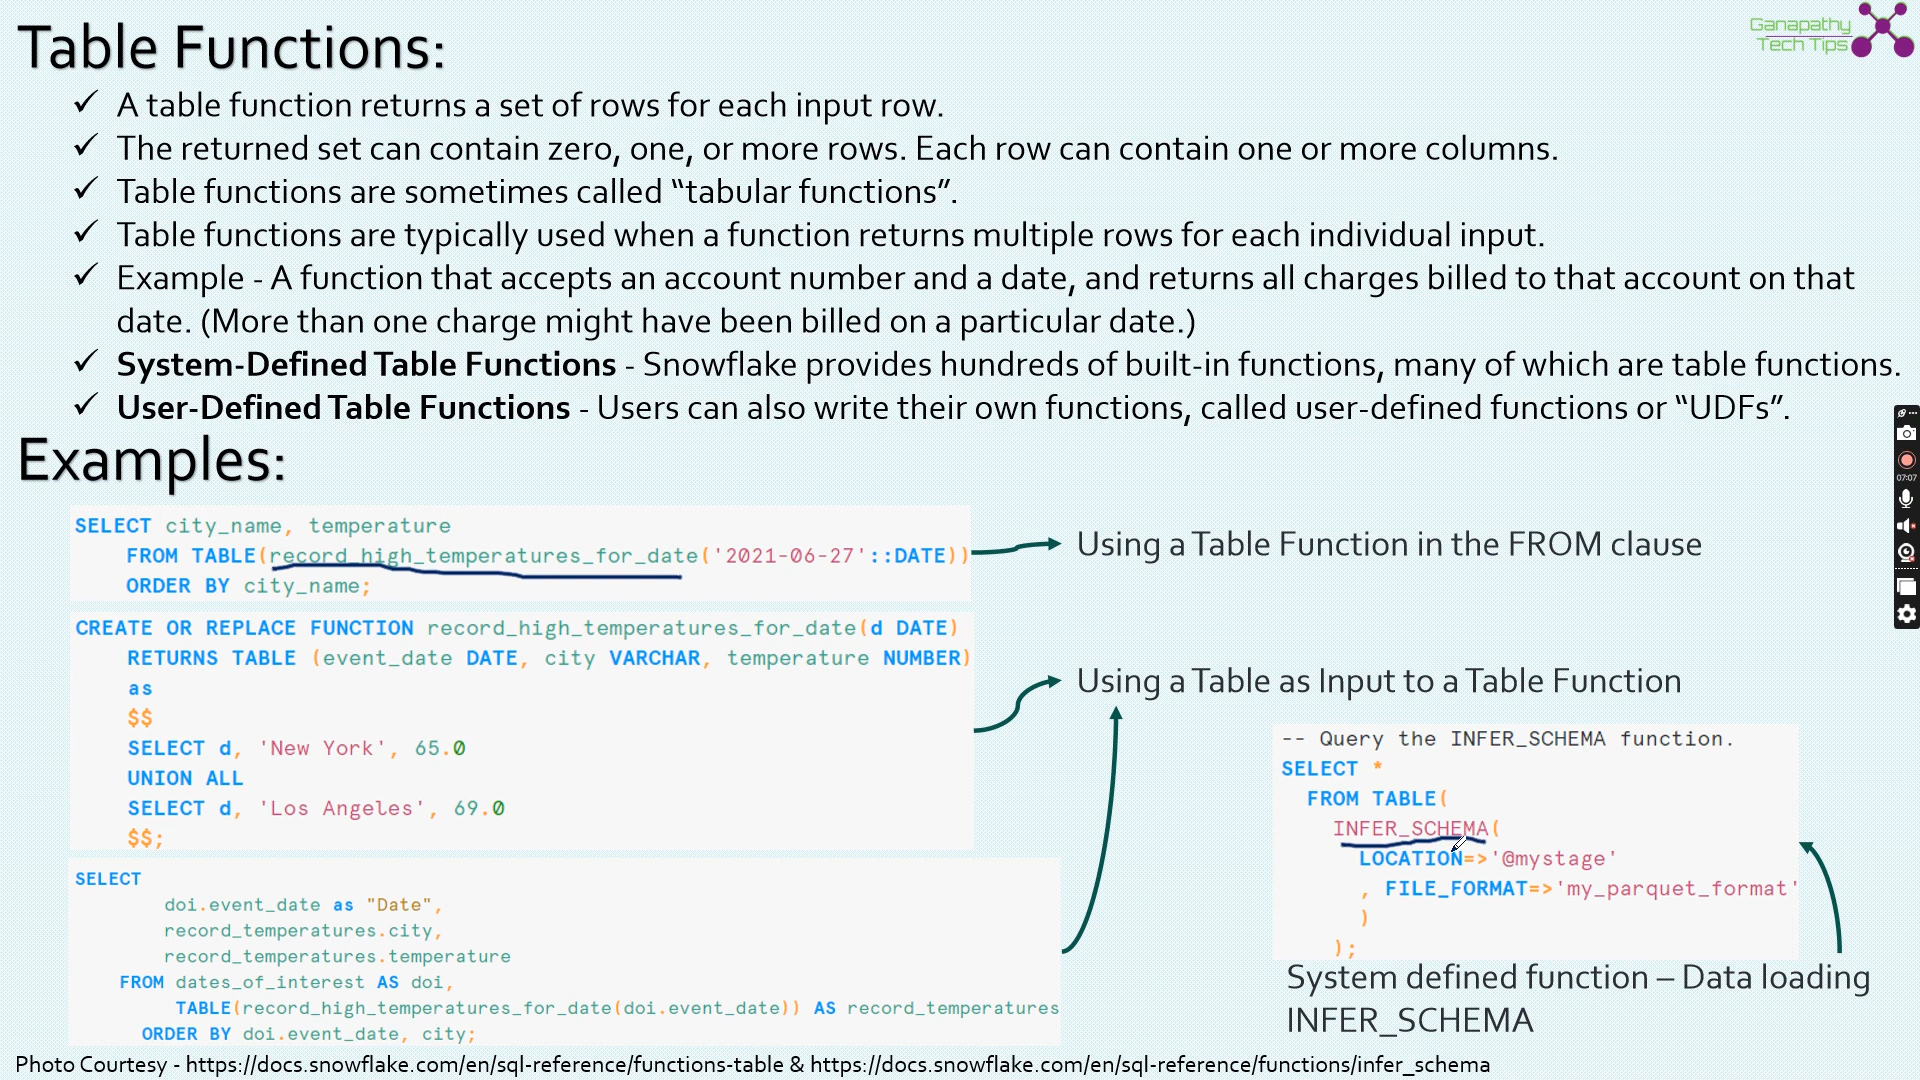 Table Functions:
Ganapathy
Tech Tips
✓ A table function returns a set of rows for each input row.
✓ The returned set can contain zero, one, or more rows. Each row can contain one or more columns.
✓ Table functions are sometimes called “tabular functions”.
✓ Table functions are typically used when a function returns multiple rows for each individual input.
✓ Example - A function that accepts an account number and a date, and returns all charges billed to that account on that
date. (More than one charge might have been billed on a particular date.)
✓ System-Defined Table Functions - Snowflake provides hundreds of built-in functions, many of which are table functions.
✓ User-Defined Table Functions - Users can also write their own functions, called user-defined functions or “UDFs”.
Examples:
SELECT city_name, temperature
FROM TABLE(record_high_temperatures_for_date('2021-06-27'::DATE))
ORDER BY city_name;
Using a Table Function in the FROM clause
CREATE OR REPLACE FUNCTION record_high_temperatures_for_date(d DATE)
RETURNS TABLE (event_date DATE, city VARCHAR, temperature NUMBER)
as
$$
SELECT d, 'New York', 65.0
UNION ALL
SELECT d, 'Los Angeles', 69.0
$$;
Using a Table as Input to a Table Function
SELECT
doi.event_date as "Date",
record_temperatures.city,
record_temperatures.temperature
FROM dates_of_interest AS doi,
TABLE(record_high_temperatures_for_date(doi.event_date)) AS record_temperatures
ORDER BY doi.event_date, city;
-- Query the INFER_SCHEMA function.
SELECT *
FROM TABLE(
INFER_SCHEMA(
LOCATION=>'@mystage'
, FILE_FORMAT=>'my_parquet_format'
)
);
System defined function – Data loading
INFER_SCHEMA
07:07
Photo Courtesy - https://docs.snowflake.com/en/sql-reference/functions-table & https://docs.snowflake.com/en/sql-reference/functions/infer_schema